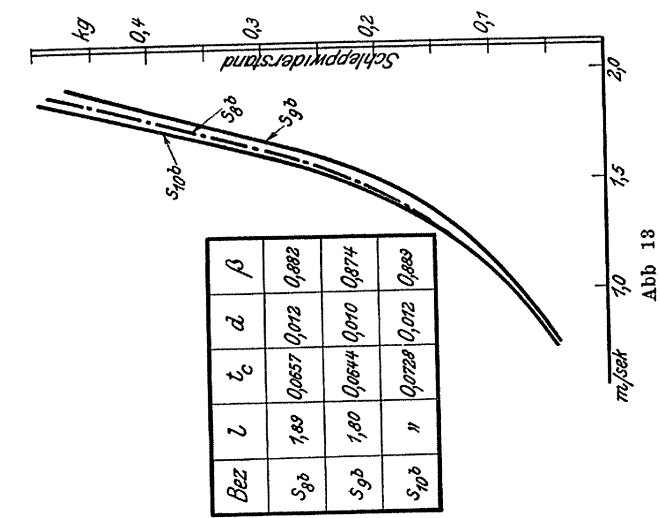 kg
0,4
0,3
0,2
0,1
Schleppwiderstand
S₁₀b
S₈b
S₉b
2,0
1,5
1,0
m/sek
Bez l t_c d β
S₈b 1,89 0,0657 0,012 0,882
S₉b 1,80 0,0644 0,010 0,874
S₁₀b " 0,0728 0,012 0,889
Abb 13